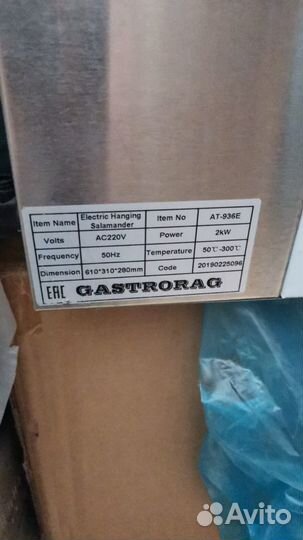 Item Name Electric Hanging Salamander Item No AT-936E
Volts AC220V Power 2kW
Frequency 50Hz Temperature 50℃-300℃
Dimension 610*310*280mm Code 20190225096
EAC GASTRORAG
Avito